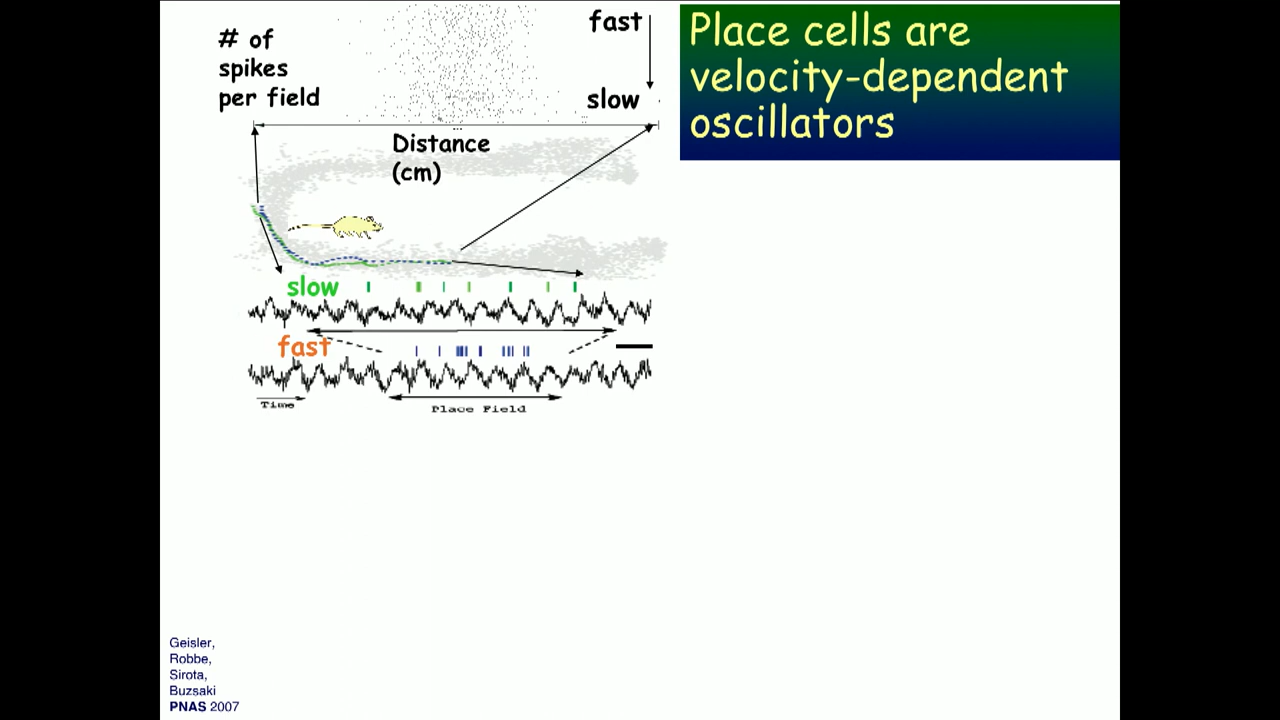 # of
spikes
per field
fast
slow
Distance
(cm)
Place cells are
velocity-dependent
oscillators
slow
fast
Time
Place Field
Geisler,
Robbe,
Sirota,
Buzsaki
PNAS 2007